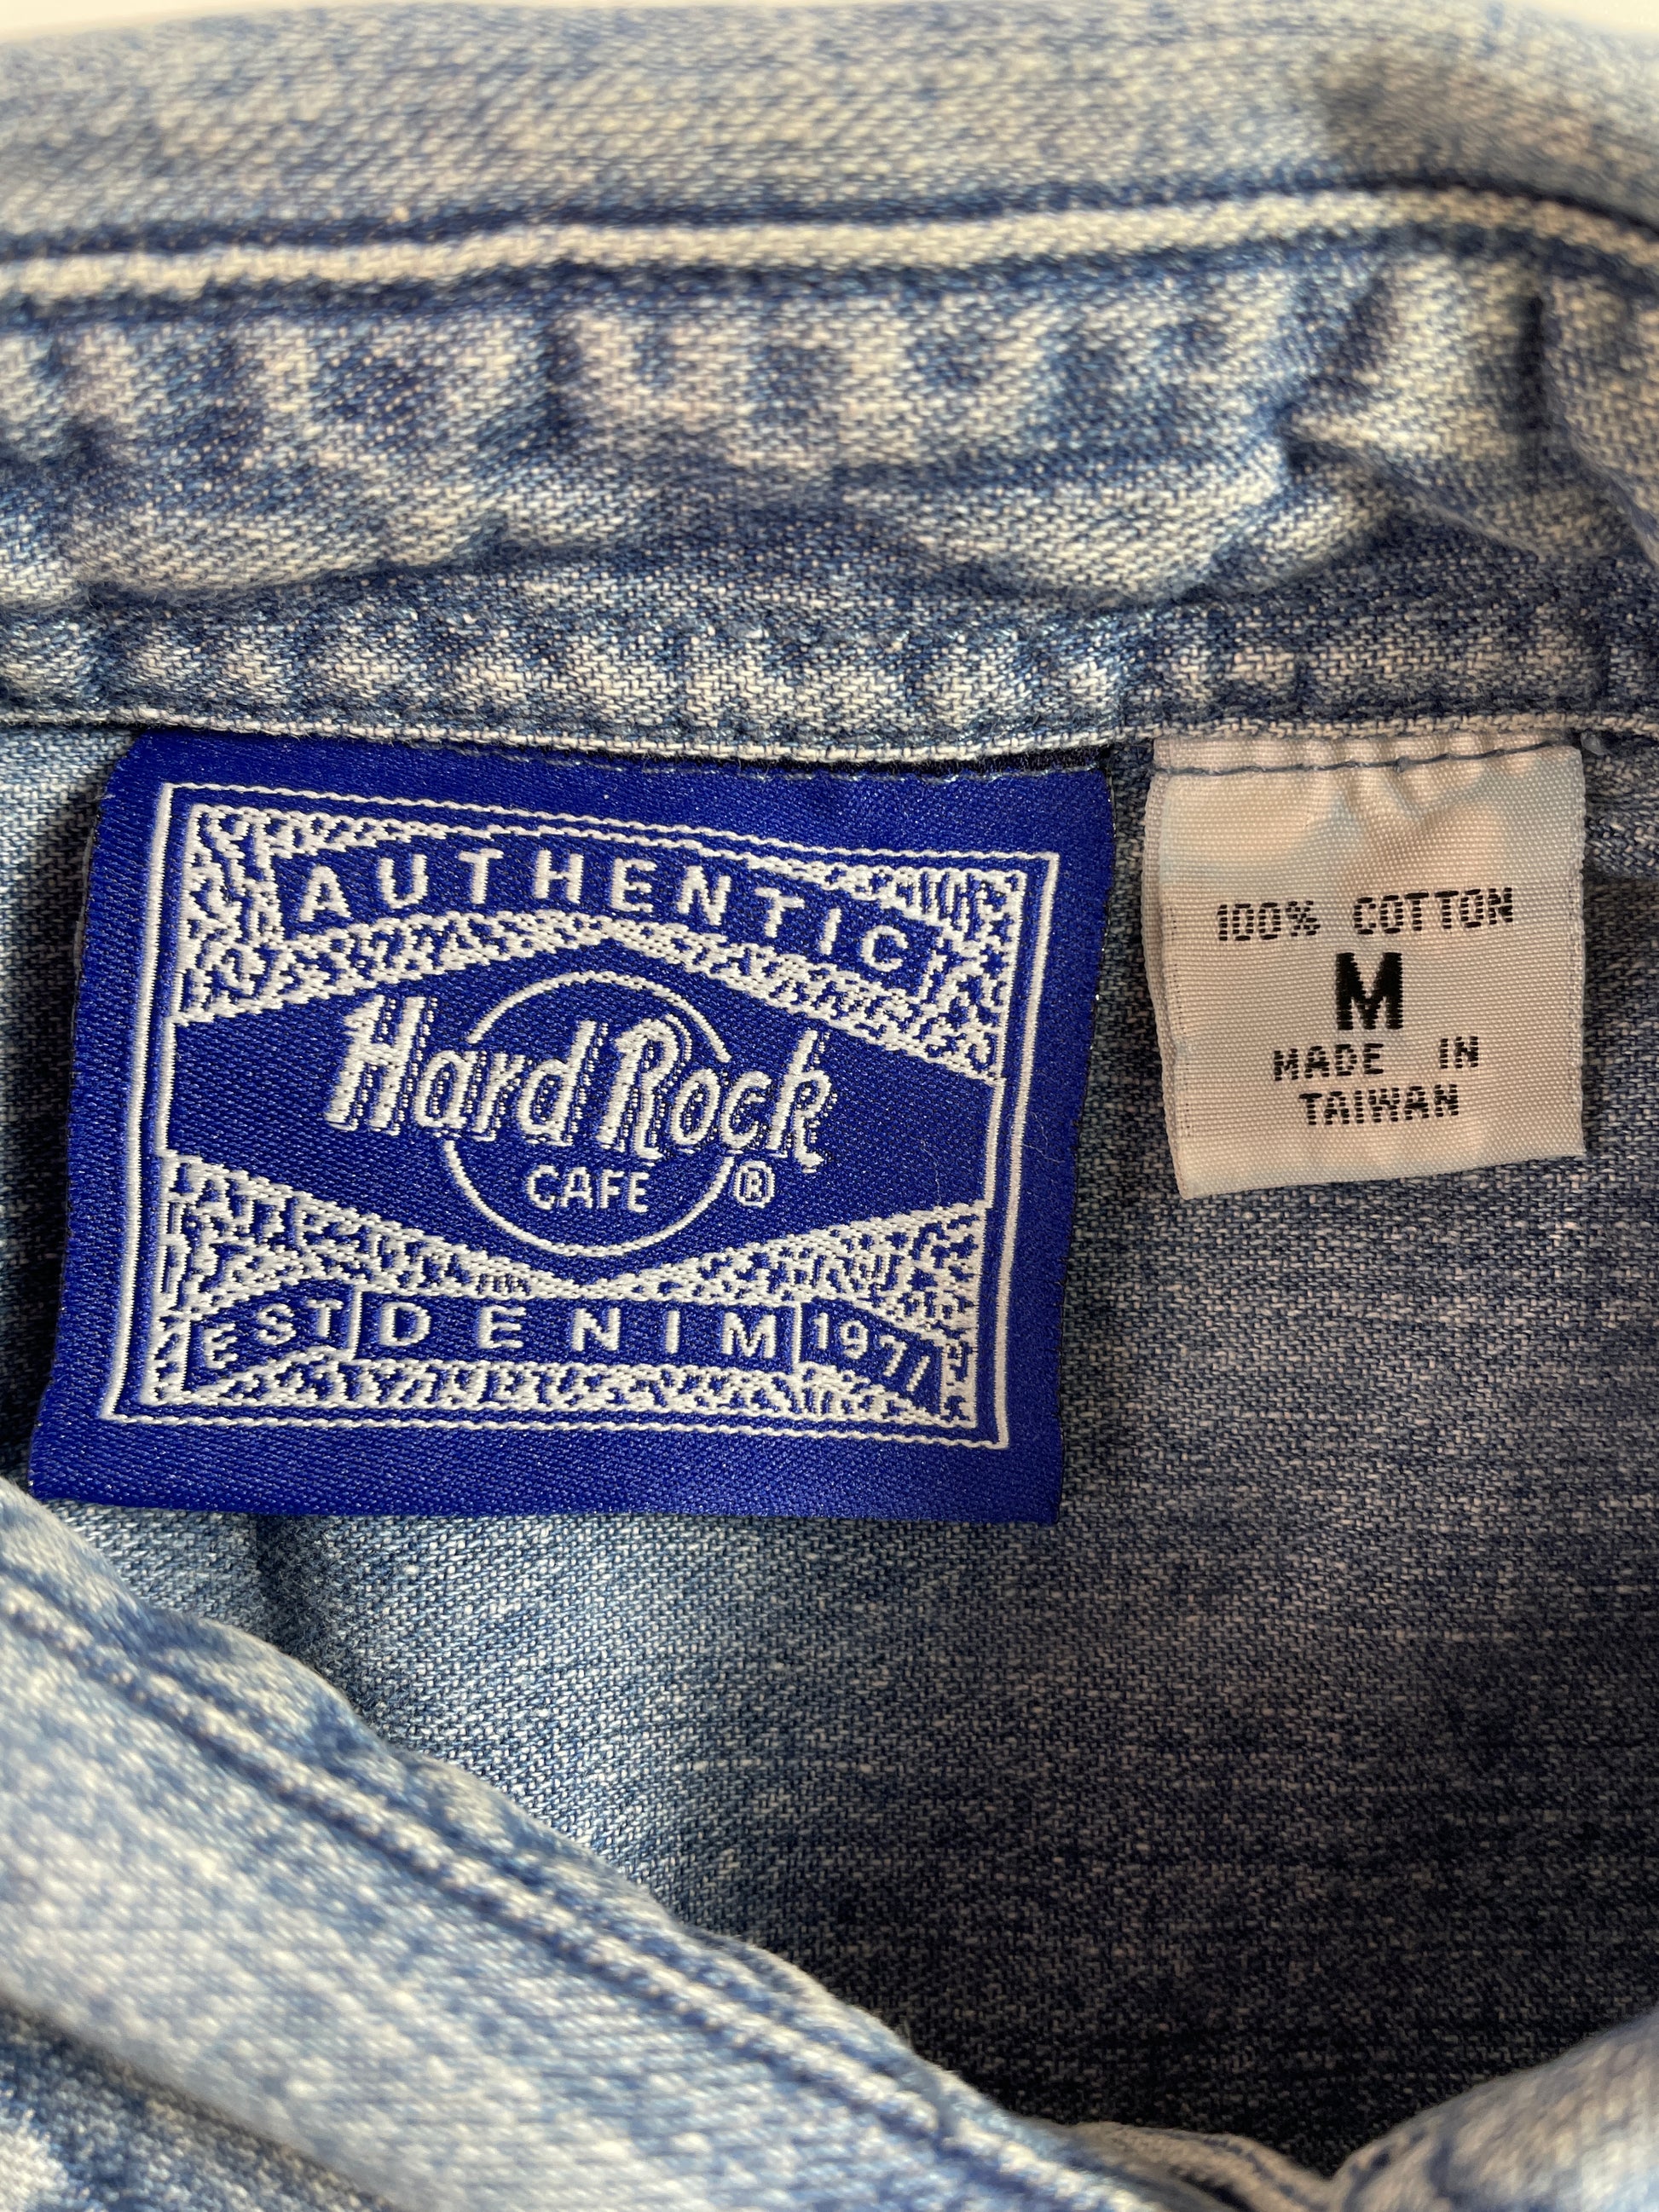 AUTHENTIC
Hard Rock
CAFE ®
EST DENIM 1971
100% COTTON
M
MADE IN
TAIWAN